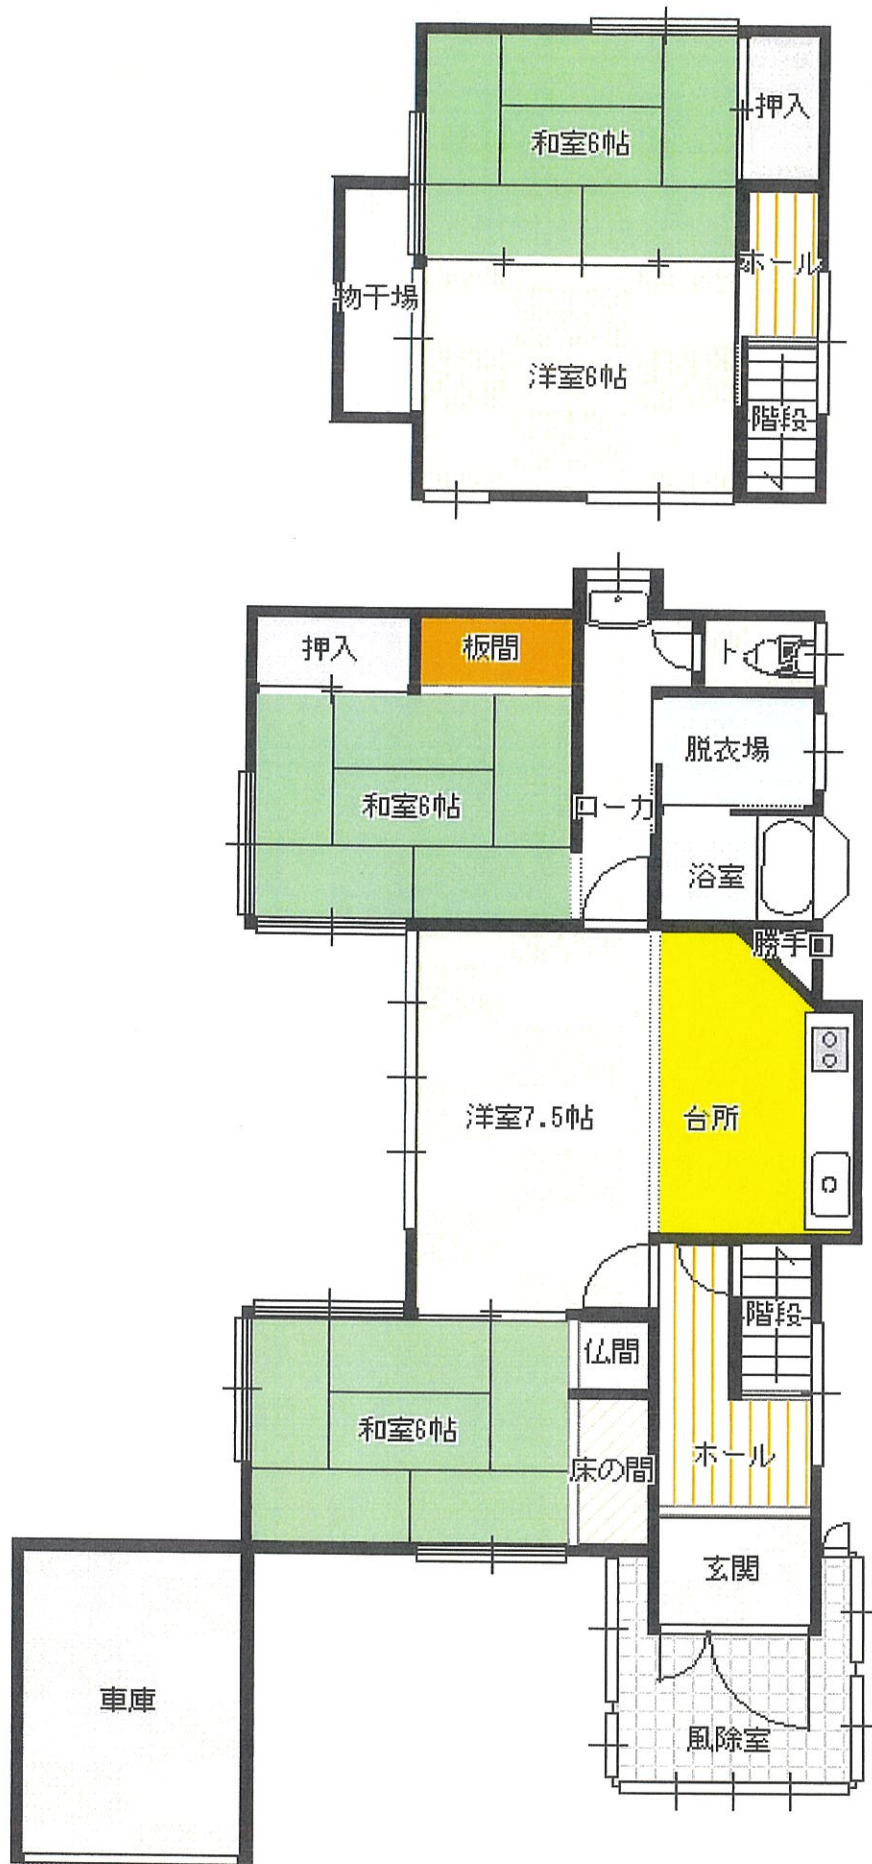 和室6帖
押入
ホール
物干場
洋室6帖
階段
押入
板間
トイレ
脱衣場
和室6帖
ローカ
浴室
勝手口
洋室7.5帖
台所
階段
仏間
和室6帖
床の間
ホール
玄関
車庫
風除室